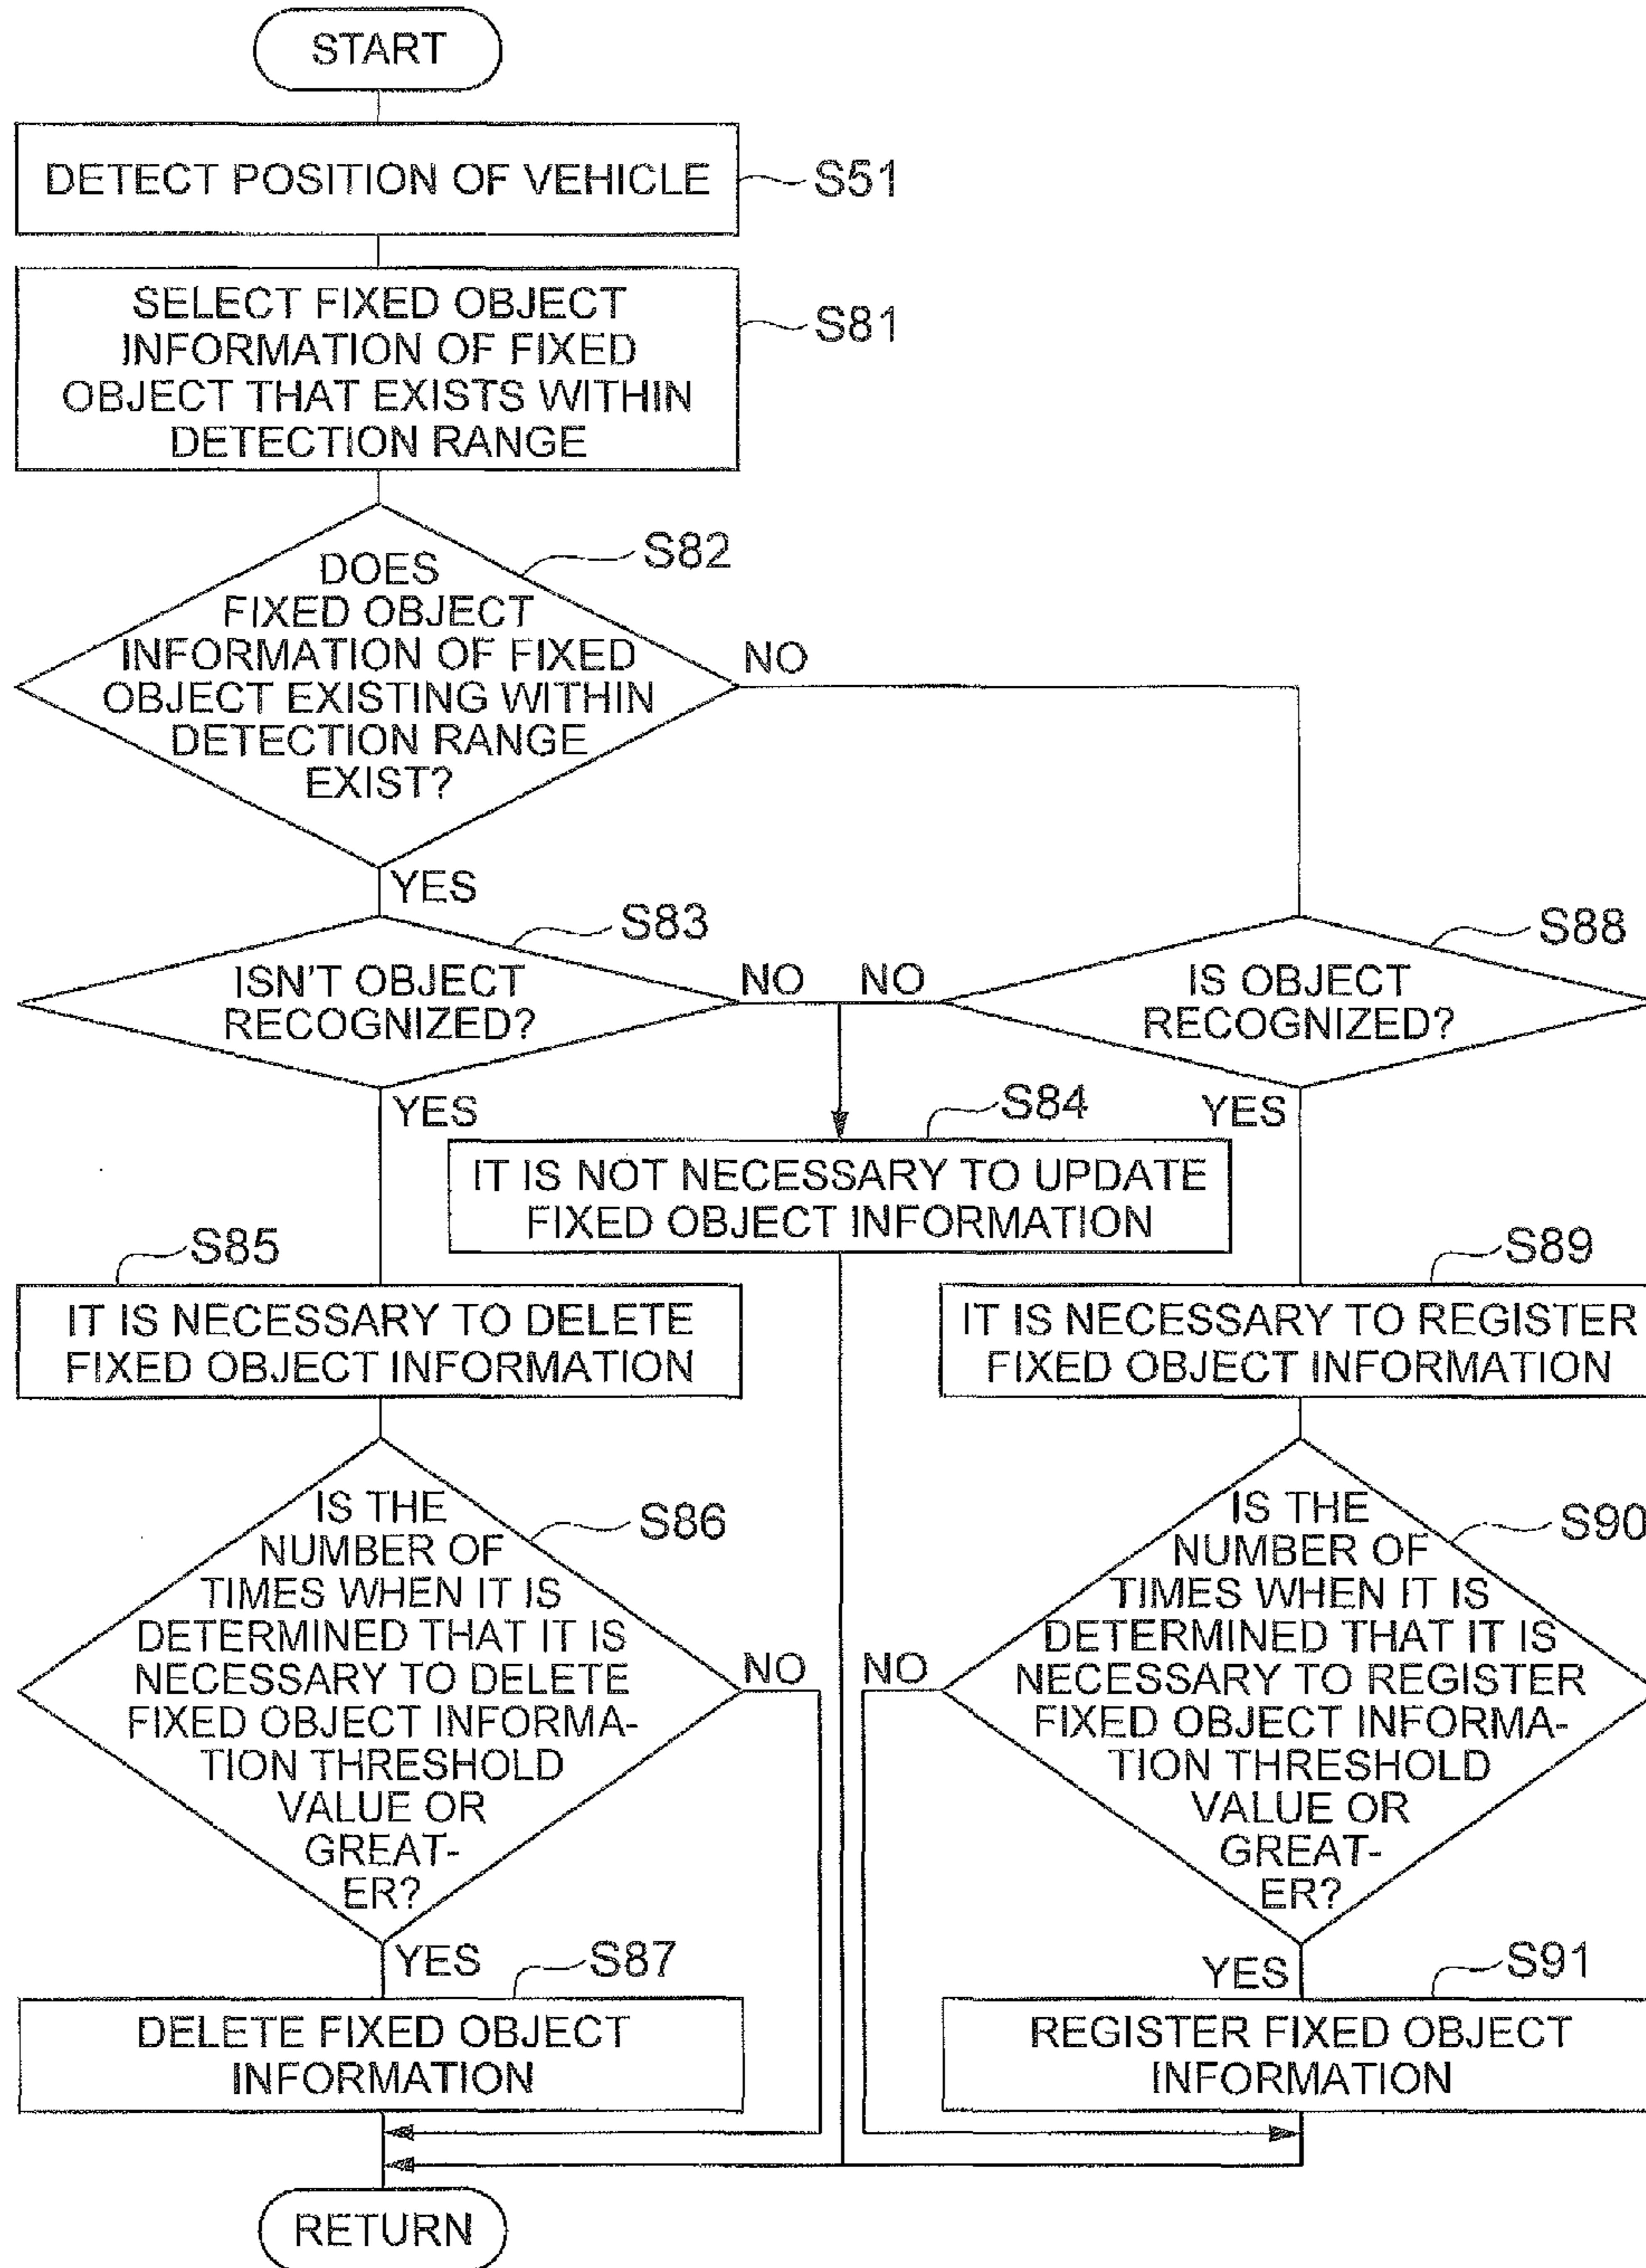 START
DETECT POSITION OF VEHICLE
S51
SELECT FIXED OBJECT
INFORMATION OF FIXED
OBJECT THAT EXISTS WITHIN
DETECTION RANGE
S81
DOES
FIXED OBJECT
INFORMATION OF FIXED
OBJECT EXISTING WITHIN
DETECTION RANGE
EXIST?
S82
NO
YES
ISN'T OBJECT
RECOGNIZED?
S83
NO
NO
IS OBJECT
RECOGNIZED?
S88
YES
YES
S84
IT IS NOT NECESSARY TO UPDATE
FIXED OBJECT INFORMATION
S85
IT IS NECESSARY TO DELETE
FIXED OBJECT INFORMATION
S89
IT IS NECESSARY TO REGISTER
FIXED OBJECT INFORMATION
IS THE
NUMBER OF
TIMES WHEN IT IS
DETERMINED THAT IT IS
NECESSARY TO DELETE
FIXED OBJECT INFORMA-
TION THRESHOLD
VALUE OR
GREAT-
ER?
S86
NO
NO
IS THE
NUMBER OF
TIMES WHEN IT IS
DETERMINED THAT IT IS
NECESSARY TO REGISTER
FIXED OBJECT INFORMA-
TION THRESHOLD
VALUE OR
GREAT-
ER?
S90
YES
S87
DELETE FIXED OBJECT
INFORMATION
YES
S91
REGISTER FIXED OBJECT
INFORMATION
RETURN